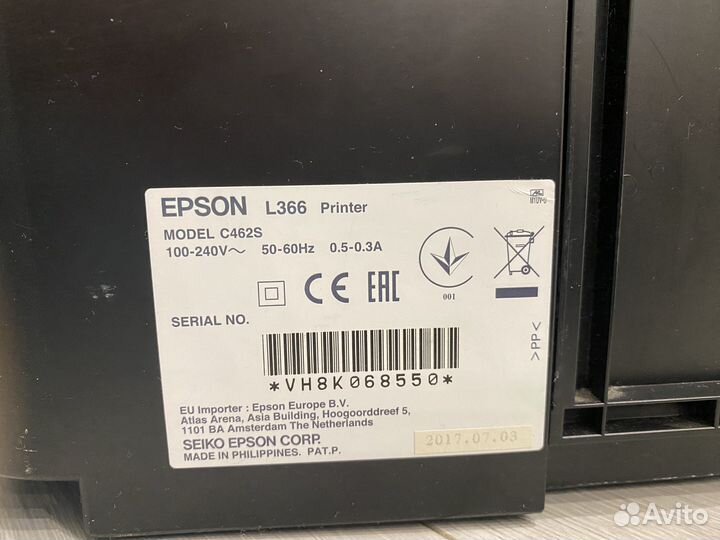 EPSON L366 Printer
MODEL C462S
100-240V~ 50-60Hz 0.5-0.3A
001
CE EAC
SERIAL NO.
*VH8K068550*
>PP<
EU Importer : Epson Europe B.V.
Atlas Arena, Asia Building, Hoogoorddreef 5,
1101 BA Amsterdam The Netherlands
SEIKO EPSON CORP.
MADE IN PHILIPPINES. PAT.P.
2017.07.03
Avito